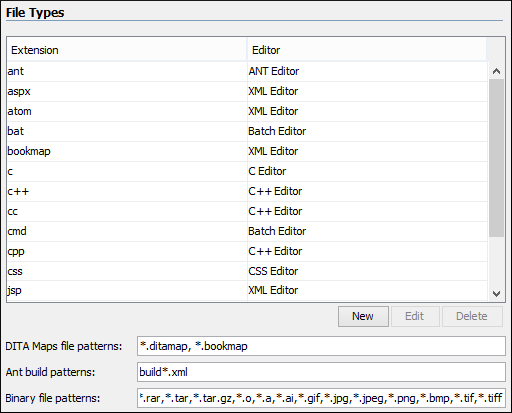 File Types
Extension Editor
ant ANT Editor
aspx XML Editor
atom XML Editor
bat Batch Editor
bookmap XML Editor
c C Editor
c++ C++ Editor
cc C++ Editor
cmd Batch Editor
cpp C++ Editor
css CSS Editor
jsp XML Editor
New Edit Delete
DITA Maps file patterns: *.ditamap, *.bookmap
Ant build patterns: build*.xml
Binary file patterns: *.rar,*.tar,*.tar.gz,*.o,*.a,*.ai,*.gif,*.jpg,*.jpeg,*.png,*.bmp,*.tif,*.tiff